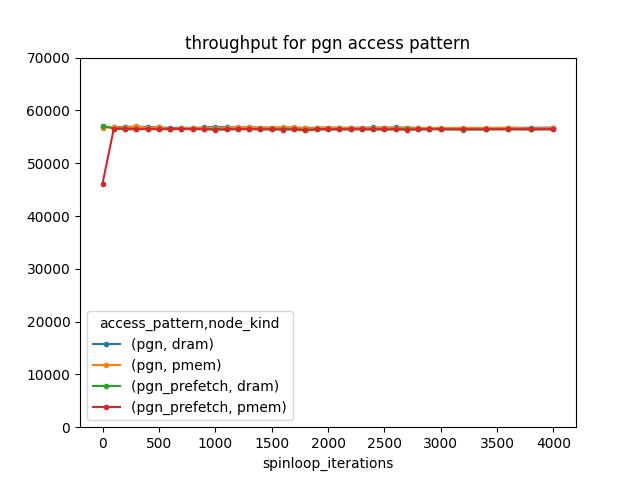 throughput for pgn access pattern
70000
60000
50000
40000
30000
20000
10000
0
access_pattern,node_kind
(pgn, dram)
(pgn, pmem)
(pgn_prefetch, dram)
(pgn_prefetch, pmem)
0 500 1000 1500 2000 2500 3000 3500 4000
spinloop_iterations